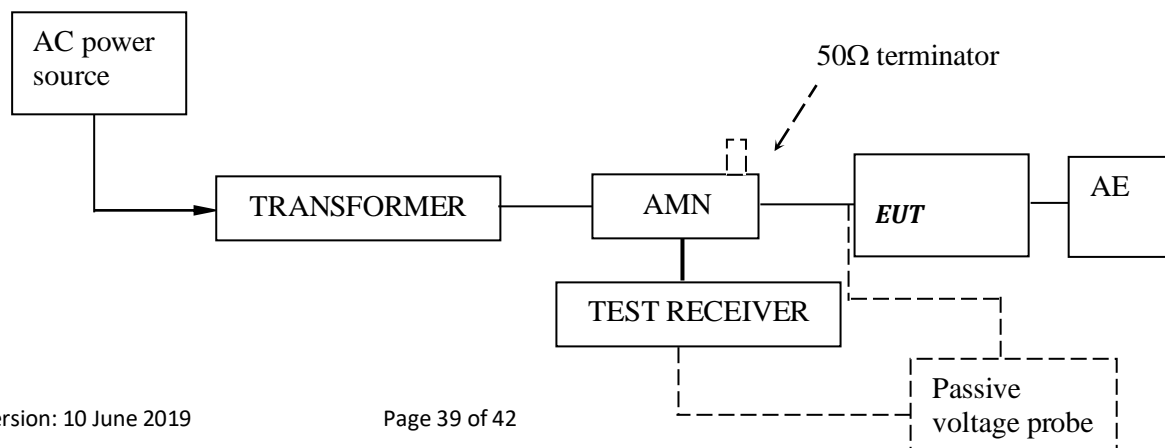 AC power
source
50Ω terminator
TRANSFORMER
AMN
EUT
AE
TEST RECEIVER
Passive
voltage probe
ersion: 10 June 2019
Page 39 of 42